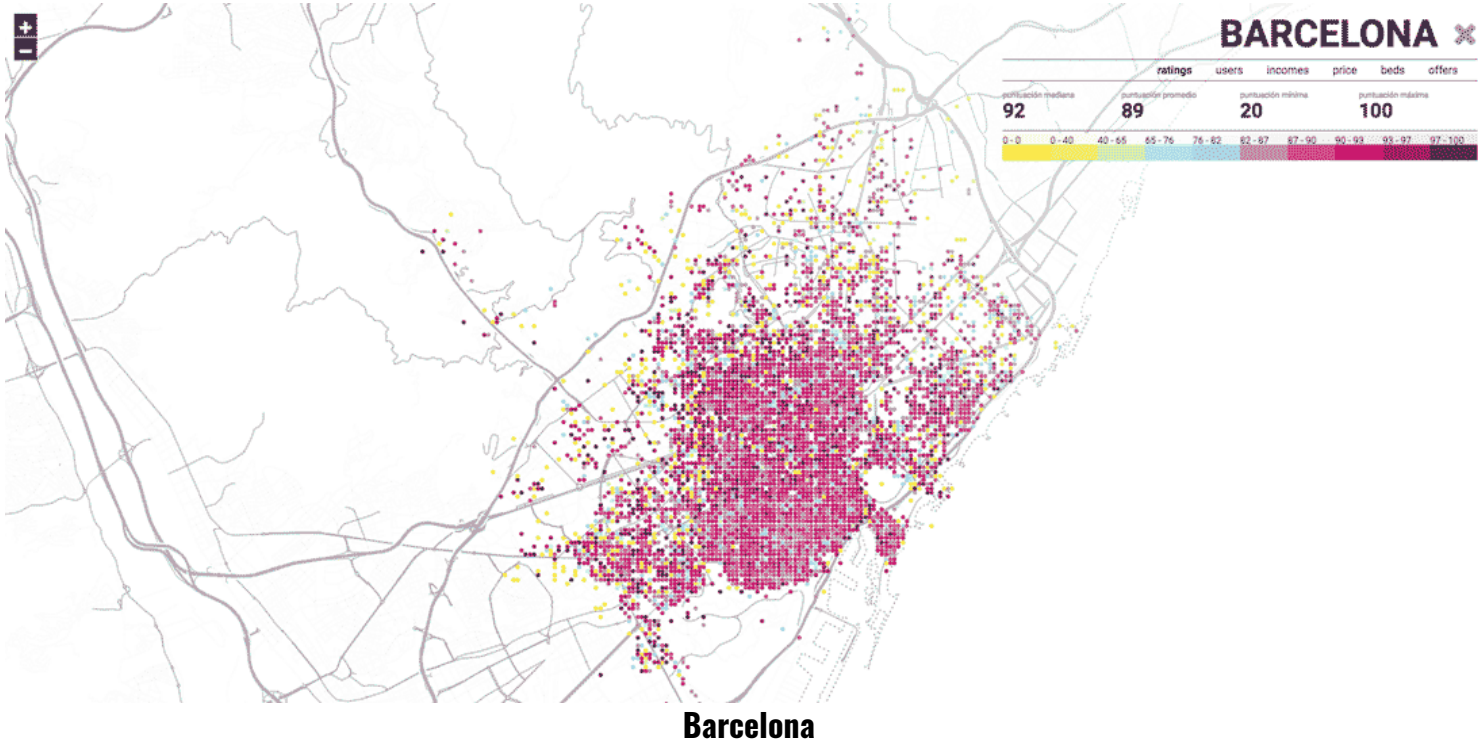 +
BARCELONA ×
−
ratings users incomes price beds offers
puntuación mediana puntuación promedio puntuación mínima puntuación máxima
92 89 20 100
0 - 0 0 - 40 40 - 65 65 - 76 76 - 82 82 - 87 87 - 90 90 - 93 93 - 97 97 - 100
Barcelona